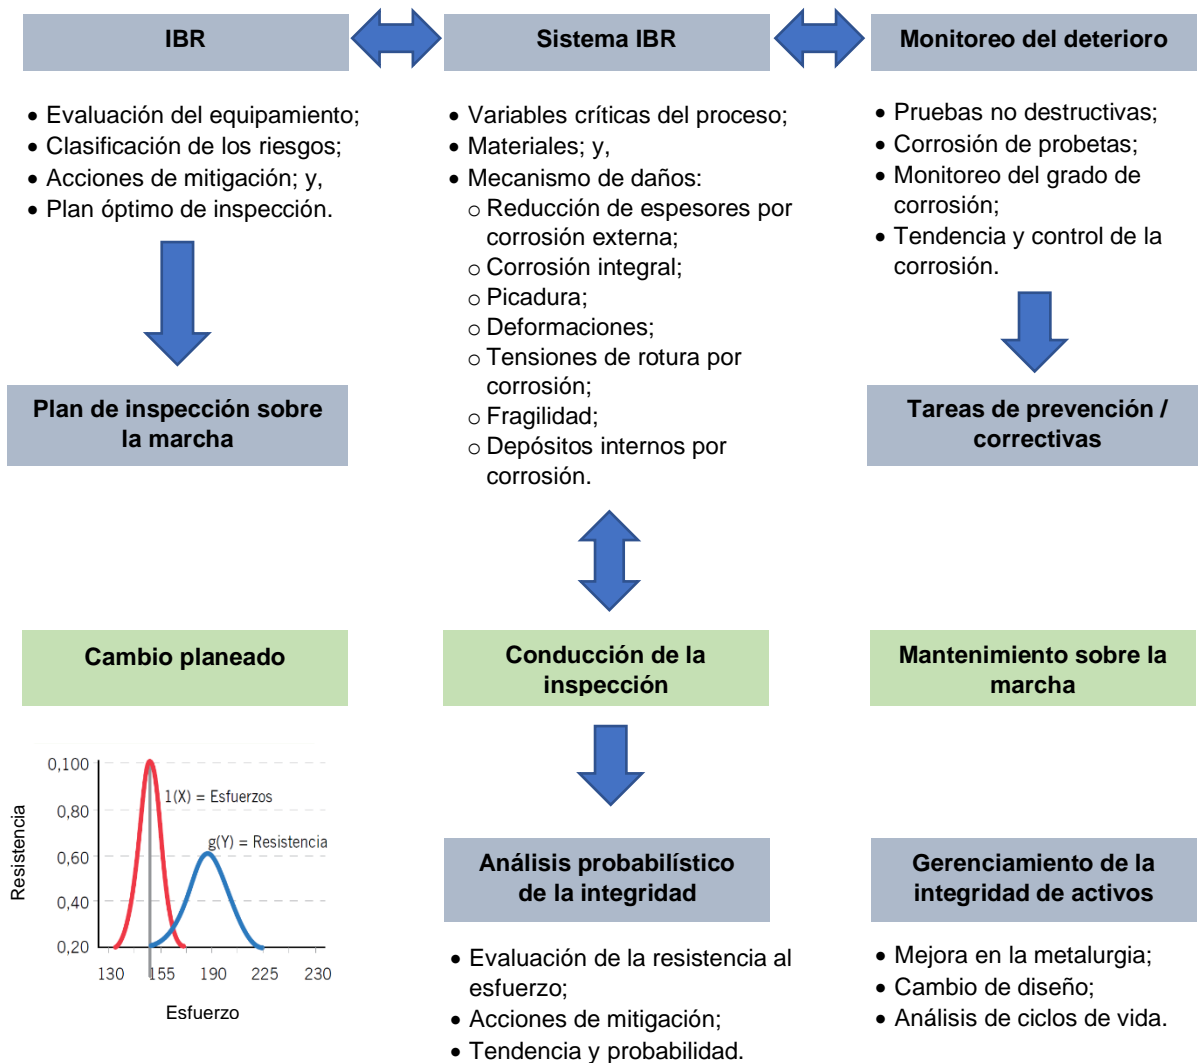 IBR
Sistema IBR
Monitoreo del deterioro
• Evaluación del equipamiento;
• Clasificación de los riesgos;
• Acciones de mitigación; y,
• Plan óptimo de inspección.
• Variables críticas del proceso;
• Materiales; y,
• Mecanismo de daños:
o Reducción de espesores por
corrosión externa;
o Corrosión integral;
o Picadura;
o Deformaciones;
o Tensiones de rotura por
corrosión;
o Fragilidad;
o Depósitos internos por
corrosión.
• Pruebas no destructivas;
• Corrosión de probetas;
• Monitoreo del grado de
corrosión;
• Tendencia y control de la
corrosión.
Plan de inspección sobre
la marcha
Tareas de prevención /
correctivas
Cambio planeado
Conducción de la
inspección
Mantenimiento sobre la
marcha
Resistencia
0,100
0,80
0,60
0,40
0,20
1(X) = Esfuerzos
g(Y) = Resistencia
130 155 190 225 230
Esfuerzo
Análisis probabilístico
de la integridad
Gerenciamiento de la
integridad de activos
• Evaluación de la resistencia al
esfuerzo;
• Acciones de mitigación;
• Tendencia y probabilidad.
• Mejora en la metalurgia;
• Cambio de diseño;
• Análisis de ciclos de vida.